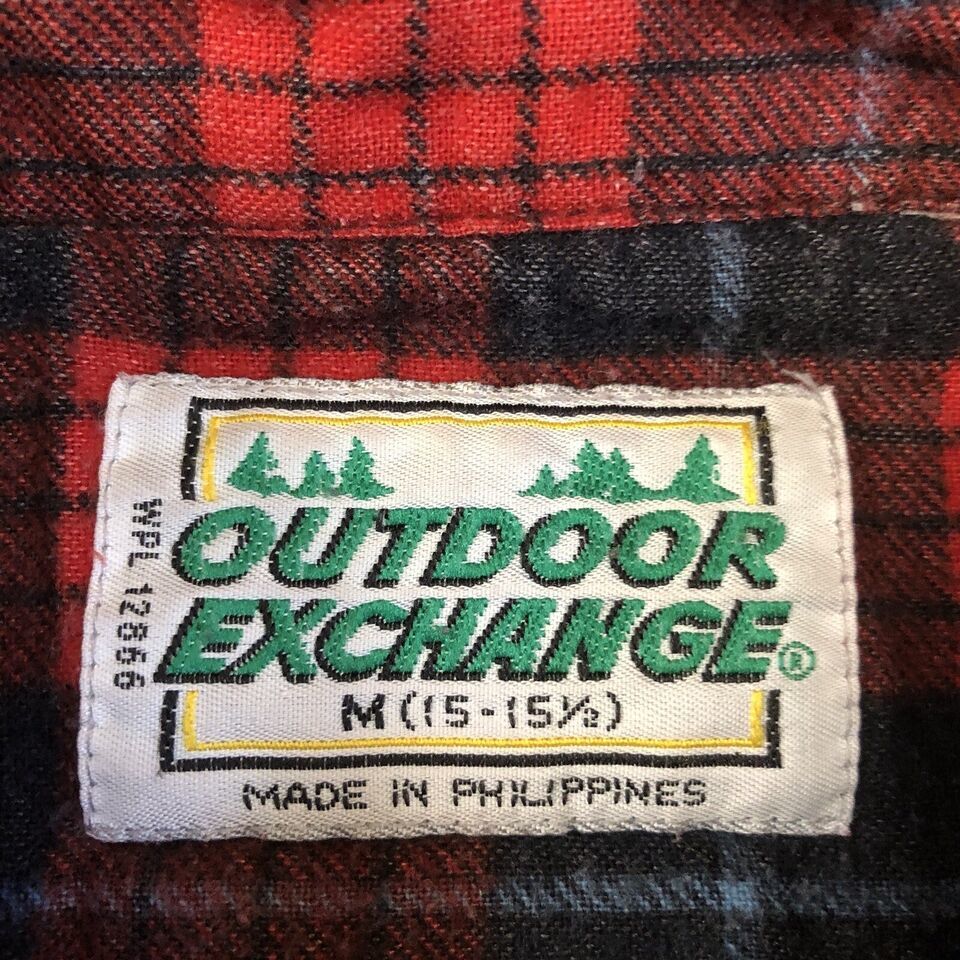 OUTDOOR
EXCHANGE®
M (15-15½)
MADE IN PHILIPPINES
WPL 12866